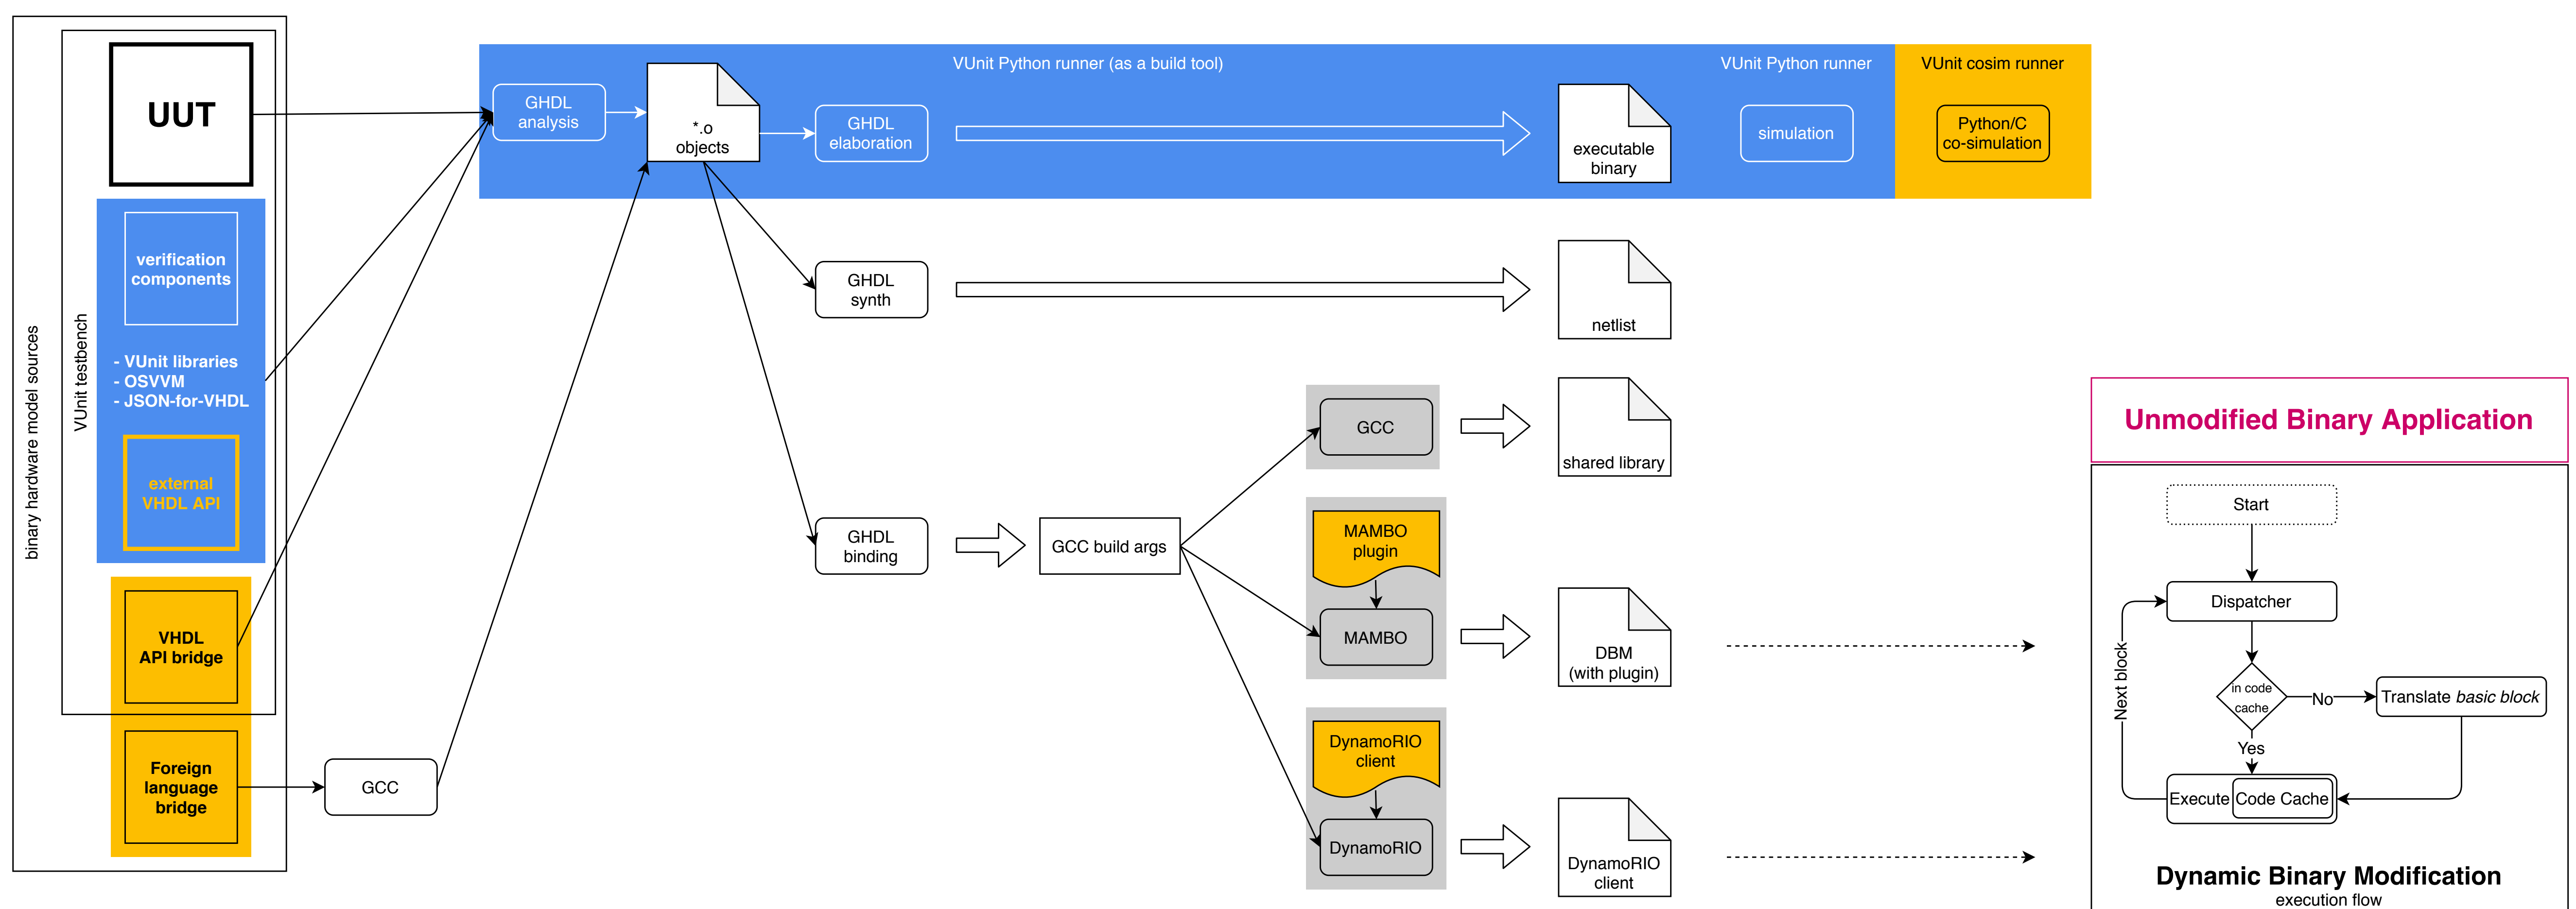 binary hardware model sources
VUnit testbench
UUT
verification
components
- VUnit libraries
- OSVVM
- JSON-for-VHDL
external
VHDL API
VHDL
API bridge
Foreign
language
bridge
GCC
VUnit Python runner (as a build tool)
VUnit Python runner
VUnit cosim runner
GHDL
analysis
*.o
objects
GHDL
elaboration
executable
binary
simulation
Python/C
co-simulation
GHDL
synth
netlist
GHDL
binding
GCC build args
GCC
shared library
MAMBO
plugin
MAMBO
DBM
(with plugin)
DynamoRIO
client
DynamoRIO
DynamoRIO
client
Unmodified Binary Application
Start
Dispatcher
Next block
in code
cache
No
Translate basic block
Yes
Execute
Code Cache
Dynamic Binary Modification
execution flow